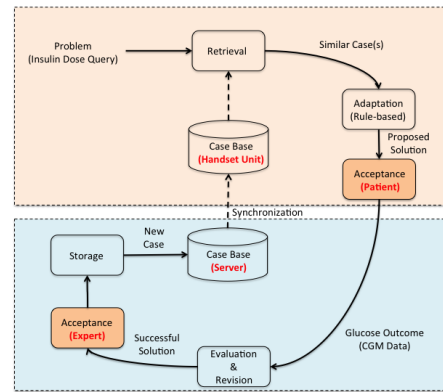 Problem
(Insulin Dose Query)
Retrieval
Similar Case(s)
Adaptation
(Rule-based)
Case Base
(Handset Unit)
Proposed
Solution
Acceptance
(Patient)
Synchronization
New
Case
Storage
Case Base
(Server)
Acceptance
(Expert)
Successful
Solution
Evaluation
&
Revision
Glucose Outcome
(CGM Data)